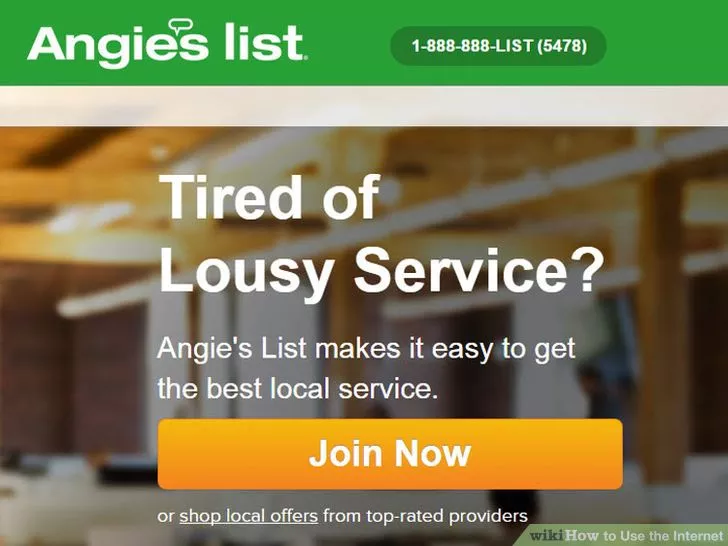 Angie's list
1-888-888-LIST (5478)
Tired of
Lousy Service?
Angie's List makes it easy to get
the best local service.
Join Now
or shop local offers from top-rated providers
wikiHow to Use the Internet